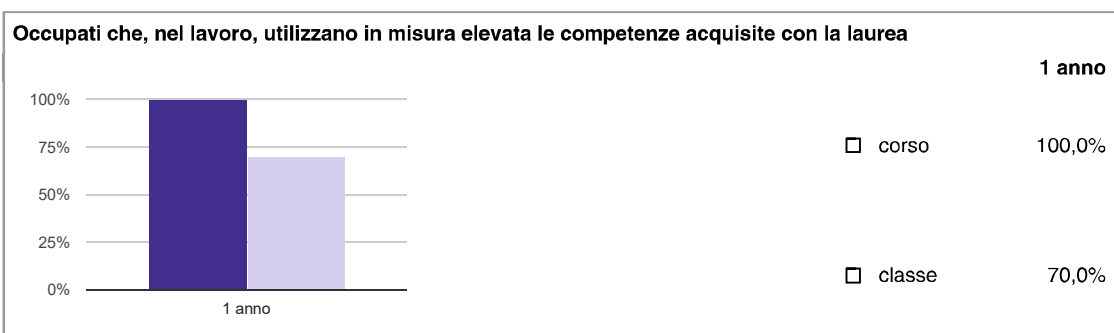 Occupati che, nel lavoro, utilizzano in misura elevata le competenze acquisite con la laurea
1 anno
100%
75%
50%
25%
0%
1 anno
corso 100,0%
classe 70,0%